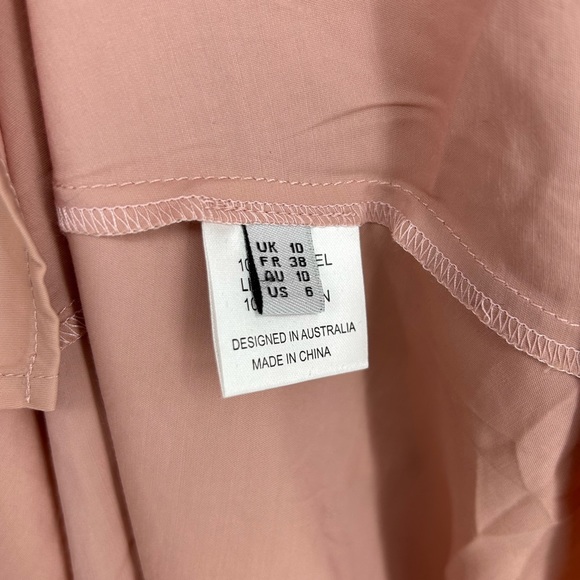 UK 10
FR 38
AU 10
US 6
DESIGNED IN AUSTRALIA
MADE IN CHINA